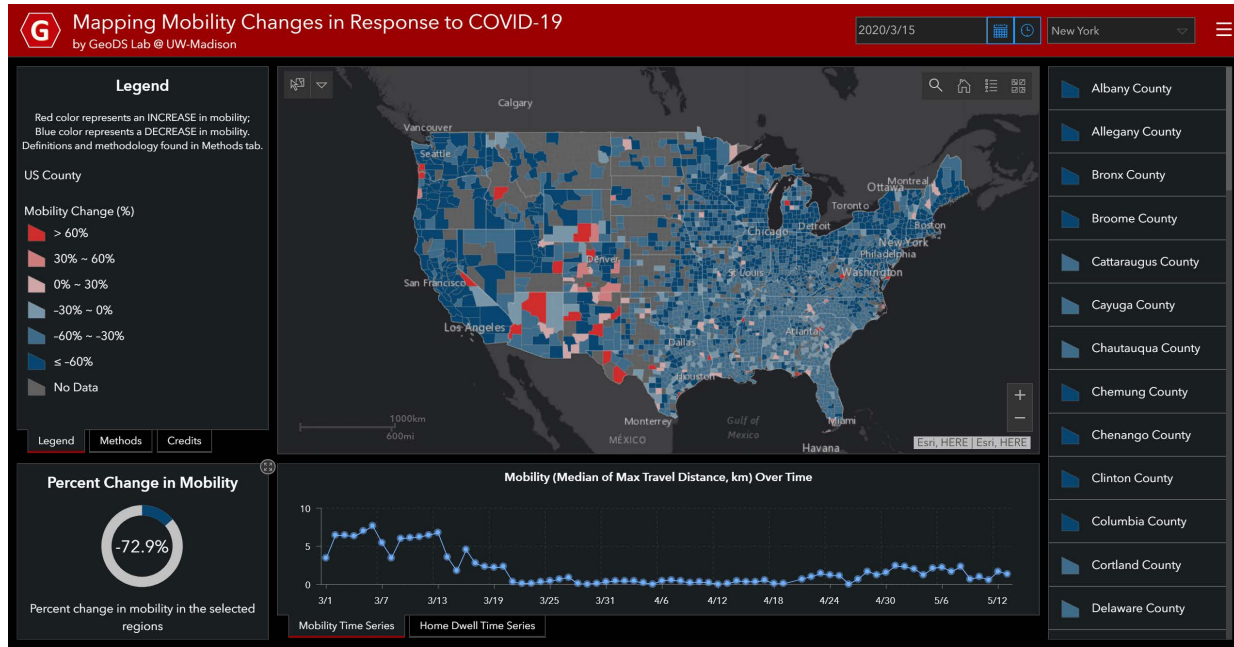 G
Mapping Mobility Changes in Response to COVID-19
by GeoDS Lab @ UW-Madison
2020/3/15
New York
Legend
Red color represents an INCREASE in mobility;
Blue color represents a DECREASE in mobility.
Definitions and methodology found in Methods tab.
US County
Mobility Change (%)
> 60%
30% ~ 60%
0% ~ 30%
-30% ~ 0%
-60% ~ -30%
≤ -60%
No Data
Legend
Methods
Credits
Calgary
Vancouver
Seattle
Montreal
Ottawa
Toronto
Boston
Chicago
Detroit
New York
Philadelphia
Denver
St Louis
Washington
San Francisco
Los Angeles
Atlanta
Dallas
Houston
Monterrey
Gulf of
Mexico
Miami
MÉXICO
Havana
1000km
600mi
+
−
Esri, HERE | Esri, HERE
Percent Change in Mobility
-72.9%
Percent change in mobility in the selected
regions
Mobility (Median of Max Travel Distance, km) Over Time
10
5
0
3/1
3/7
3/13
3/19
3/25
3/31
4/6
4/12
4/18
4/24
4/30
5/6
5/12
Mobility Time Series
Home Dwell Time Series
Albany County
Allegany County
Bronx County
Broome County
Cattaraugus County
Cayuga County
Chautauqua County
Chemung County
Chenango County
Clinton County
Columbia County
Cortland County
Delaware County